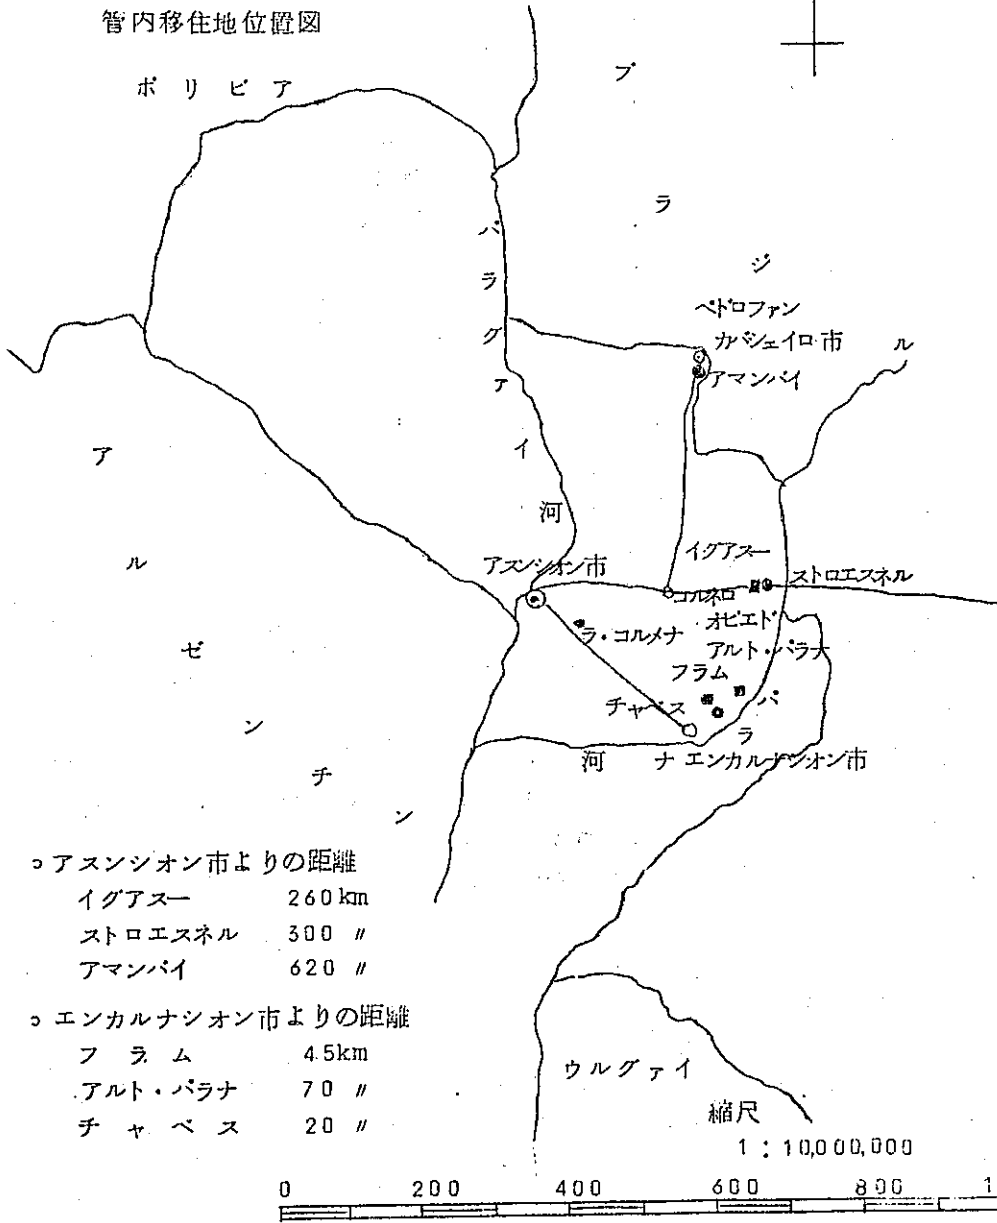 管内移住地位置図
ボリビア
ブラジル
パラグアイ河
ペドロファン
カバシェイロ市
アマンバイ
アルゼンチン
アスンシオン市
イグアスー
ストロエスネル
コルネロ
オビエド
ラ・コルメナ
アルト・パラナ
フラム
チャベス
パラナ河
エンカルナシオン市
○アスンシオン市よりの距離
イグアスー 260km
ストロエスネル 300 〃
アマンバイ 620 〃
○エンカルナシオン市よりの距離
フラム 45km
アルト・パラナ 70 〃
チャベス 20 〃
ウルグァイ
縮尺
1:10,000,000
0 200 400 600 800